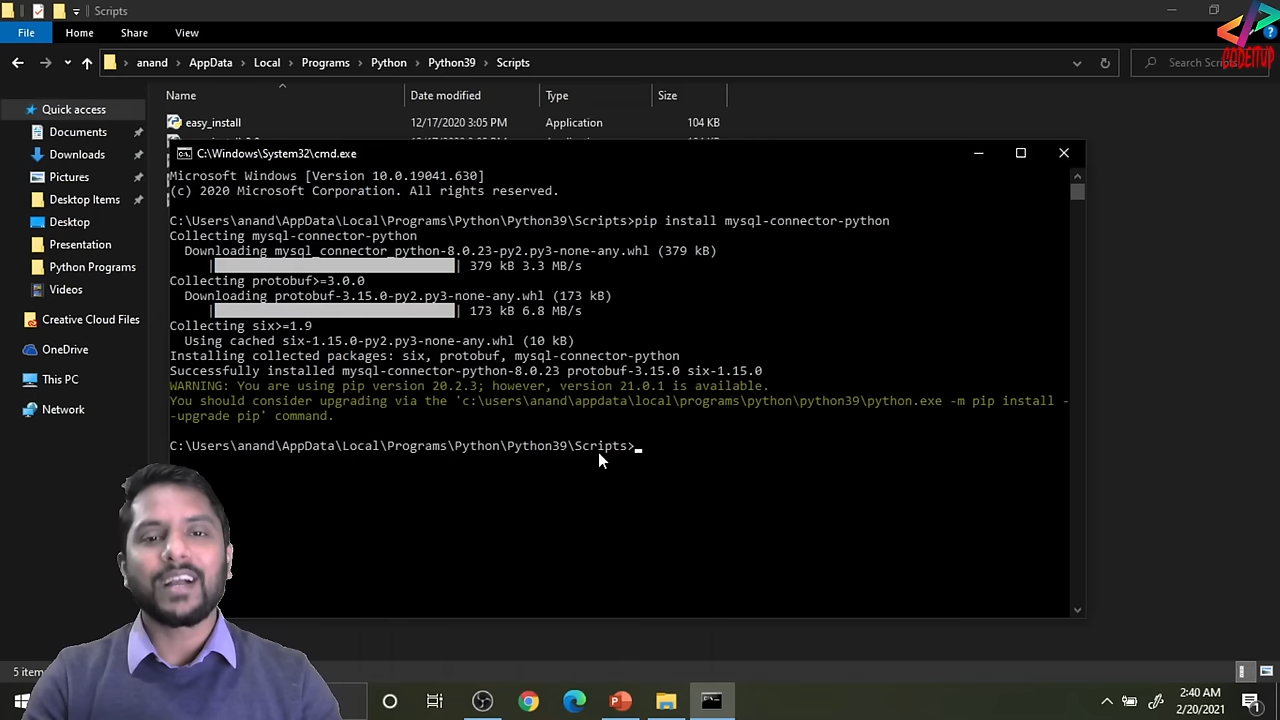 Scripts
File Home Share View
anand AppData Local Programs Python Python39 Scripts
Search Scripts
CODEITUP
Name Date modified Type Size
Quick access
Documents
Downloads
Pictures
Desktop Items
Desktop
Presentation
Python Programs
Videos
Creative Cloud Files
OneDrive
This PC
Network
easy_install 12/17/2020 3:05 PM Application 104 KB
C:\Windows\System32\cmd.exe
Microsoft Windows [Version 10.0.19041.630]
(c) 2020 Microsoft Corporation. All rights reserved.
C:\Users\anand\AppData\Local\Programs\Python\Python39\Scripts>pip install mysql-connector-python
Collecting mysql-connector-python
Downloading mysql_connector_python-8.0.23-py2.py3-none-any.whl (379 kB)
| | 379 kB 3.3 MB/s
Collecting protobuf>=3.0.0
Downloading protobuf-3.15.0-py2.py3-none-any.whl (173 kB)
| | 173 kB 6.8 MB/s
Collecting six>=1.9
Using cached six-1.15.0-py2.py3-none-any.whl (10 kB)
Installing collected packages: six, protobuf, mysql-connector-python
Successfully installed mysql-connector-python-8.0.23 protobuf-3.15.0 six-1.15.0
WARNING: You are using pip version 20.2.3; however, version 21.0.1 is available.
You should consider upgrading via the 'c:\users\anand\appdata\local\programs\python\python39\python.exe -m pip install -
-upgrade pip' command.
C:\Users\anand\AppData\Local\Programs\Python\Python39\Scripts>
5 item
2:40 AM
2/20/2021